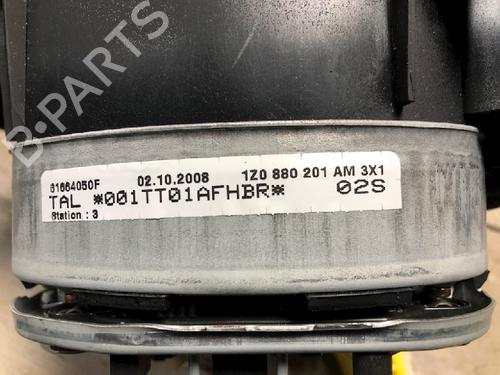 B-PARTS
61664050F 02.10.2008 1Z0 880 201 AM 3X1
TAL *001TT01AFHBR* 02S
Station : 3